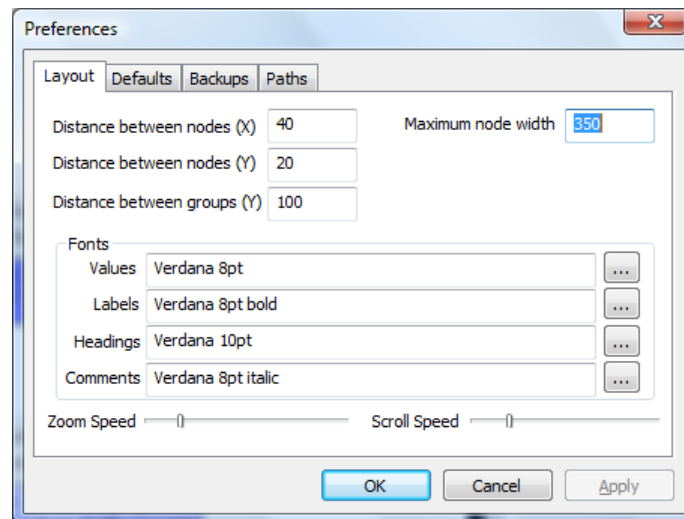 Preferences
Layout Defaults Backups Paths
Distance between nodes (X) 40 Maximum node width 350
Distance between nodes (Y) 20
Distance between groups (Y) 100
Fonts
Values Verdana 8pt ...
Labels Verdana 8pt bold ...
Headings Verdana 10pt ...
Comments Verdana 8pt italic ...
Zoom Speed Scroll Speed
OK Cancel Apply